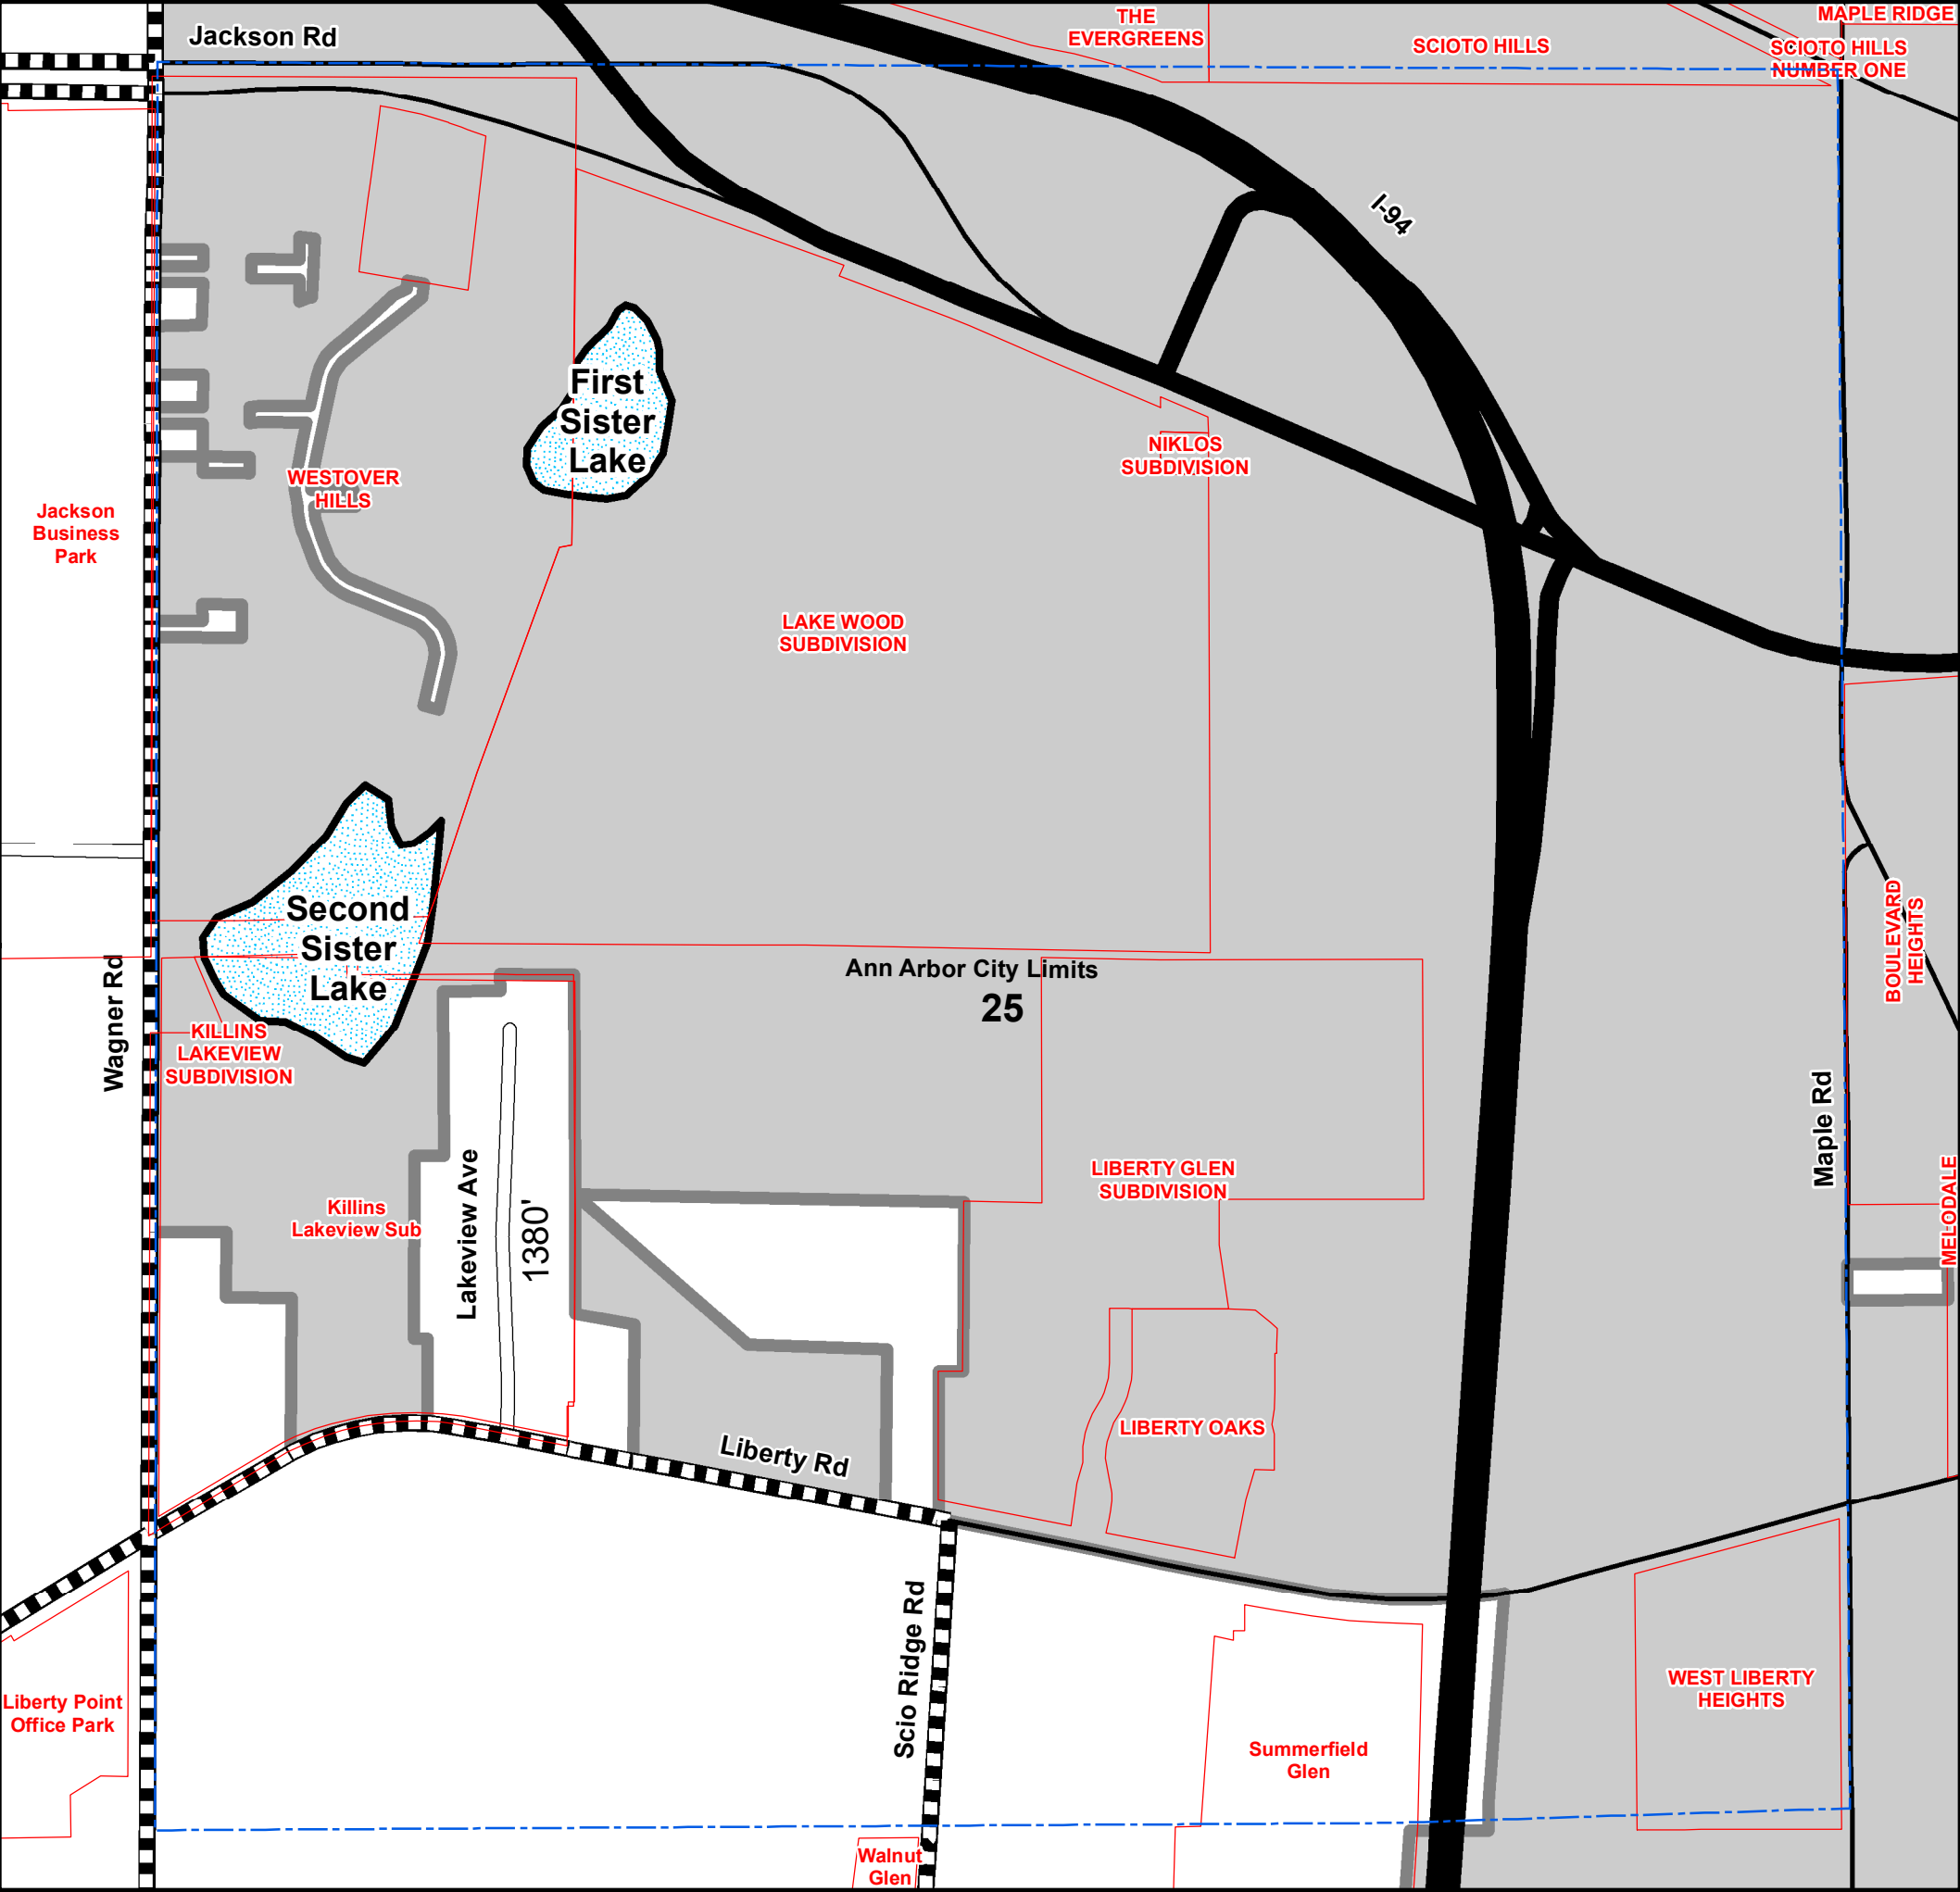 Jackson Rd
THE
EVERGREENS
SCIOTO HILLS
MAPLE RIDGE
SCIOTO HILLS
NUMBER ONE
I-94
First
Sister
Lake
NIKLOS
SUBDIVISION
WESTOVER
HILLS
Jackson
Business
Park
LAKE WOOD
SUBDIVISION
Second
Sister
Lake
BOULEVARD
HEIGHTS
Ann Arbor City Limits
25
Wagner Rd
KILLINS
LAKEVIEW
SUBDIVISION
Maple Rd
LIBERTY GLEN
SUBDIVISION
MELODALE
Killins
Lakeview Sub
Lakeview Ave
1380'
LIBERTY OAKS
Liberty Rd
Scio Ridge Rd
Liberty Point
Office Park
WEST LIBERTY
HEIGHTS
Summerfield
Glen
Walnut
Glen